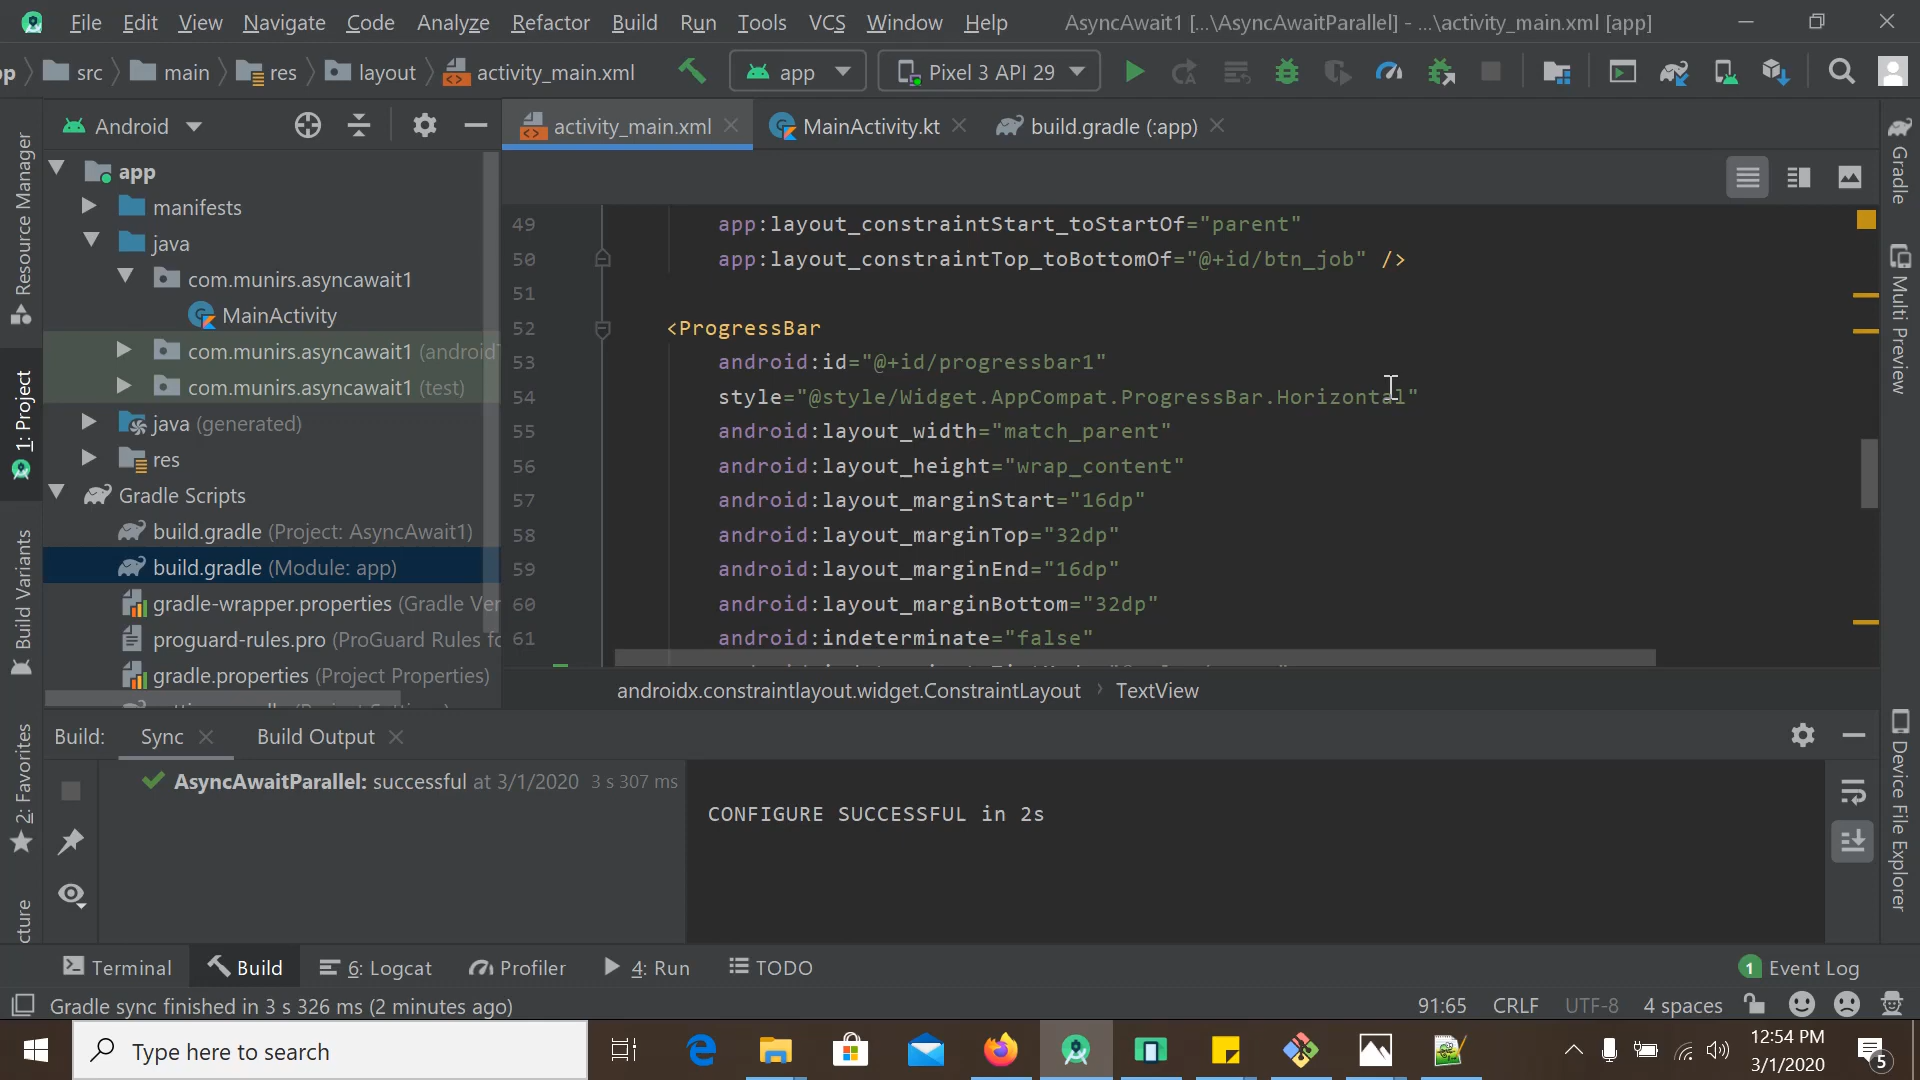 File Edit View Navigate Code Analyze Refactor Build Run Tools VCS Window Help AsyncAwait1 [...\AsyncAwaitParallel] - ...\activity_main.xml [app]
src main res layout activity_main.xml app Pixel 3 API 29
Android
activity_main.xml MainActivity.kt build.gradle (:app)
app
manifests
java
com.munirs.asyncawait1
MainActivity
com.munirs.asyncawait1
com.munirs.asyncawait1 (test)
java (generated)
res
Gradle Scripts
build.gradle (Project: AsyncAwait1)
build.gradle (Module: app)
gradle-wrapper.properties (Gradle Ver
proguard-rules.pro (ProGuard Rules fo
gradle.properties (Project Properties)
Resource Manager
1: Project
Build Variants
2: Favorites
cture
49 app:layout_constraintStart_toStartOf="parent"
50 app:layout_constraintTop_toBottomOf="@+id/btn_job" />
51
52 <ProgressBar
53 android:id="@+id/progressbar1"
54 style="@style/Widget.AppCompat.ProgressBar.Horizontal"
55 android:layout_width="match_parent"
56 android:layout_height="wrap_content"
57 android:layout_marginStart="16dp"
58 android:layout_marginTop="32dp"
59 android:layout_marginEnd="16dp"
60 android:layout_marginBottom="32dp"
61 android:indeterminate="false"
androidx.constraintlayout.widget.ConstraintLayout TextView
Gradle
Multi Preview
Device File Explorer
Build: Sync Build Output
AsyncAwaitParallel: successful at 3/1/2020 3 s 307 ms
CONFIGURE SUCCESSFUL in 2s
Terminal Build 6: Logcat Profiler 4: Run TODO 1 Event Log
Gradle sync finished in 3 s 326 ms (2 minutes ago) 91:65 CRLF UTF-8 4 spaces
Type here to search
12:54 PM
3/1/2020
5